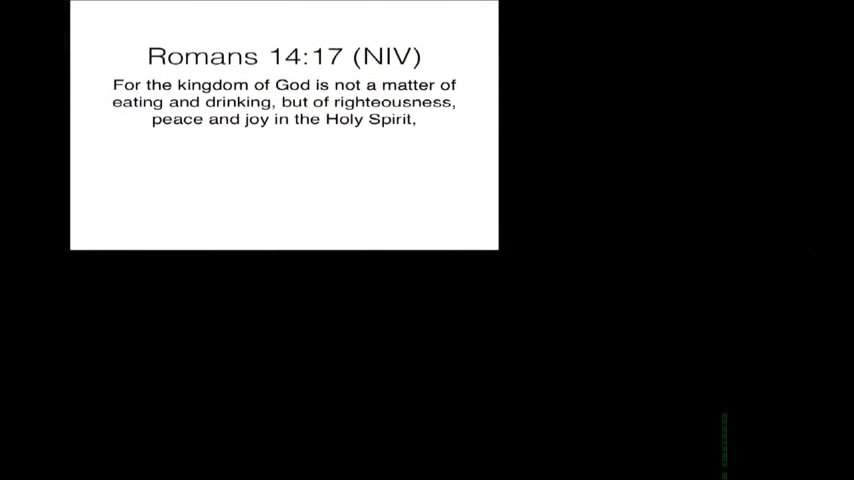 Romans 14:17 (NIV)
For the kingdom of God is not a matter of
eating and drinking, but of righteousness,
peace and joy in the Holy Spirit,